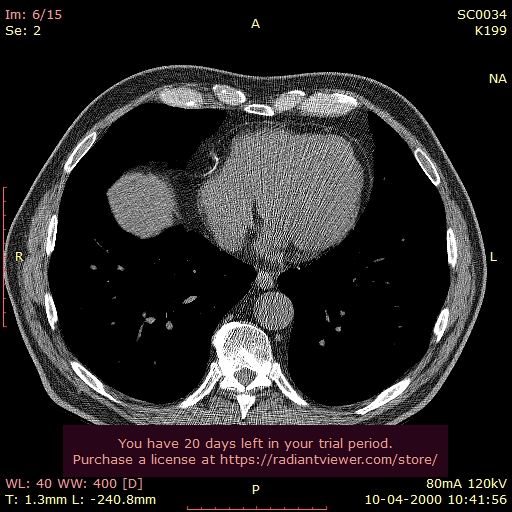 Im: 6/15
Se: 2
A
SC0034
K199
NA
R
L
You have 20 days left in your trial period.
Purchase a license at https://radiantviewer.com/store/
WL: 40 WW: 400 [D]
T: 1.3mm L: -240.8mm
P
80mA 120kV
10-04-2000 10:41:56